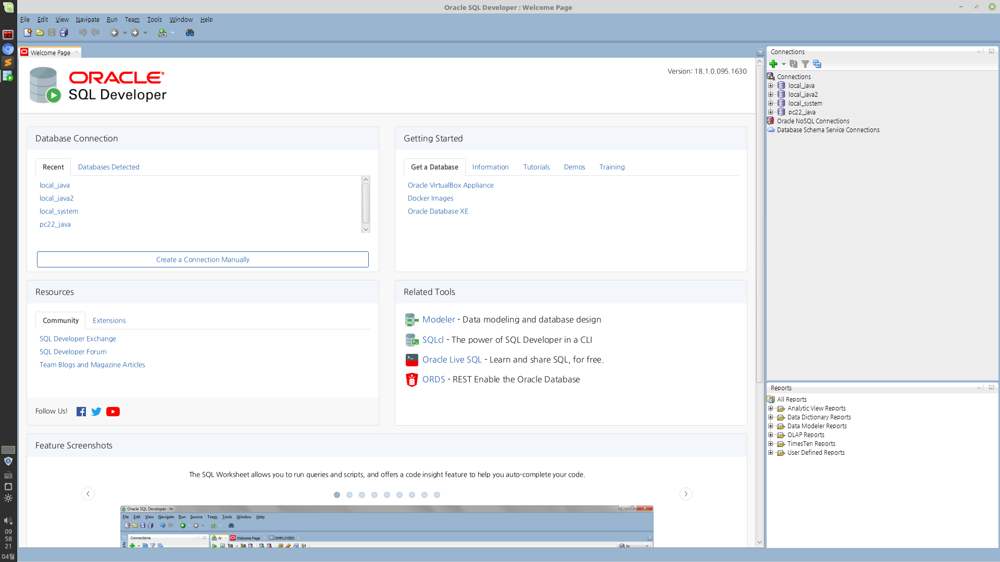 Oracle SQL Developer : Welcome Page
File Edit View Navigate Run Team Tools Window Help
Welcome Page
ORACLE
SQL Developer
Version: 18.1.0.095.1630
Database Connection
Recent Databases Detected
local_java
local_java2
local_system
pc22_java
Create a Connection Manually
Getting Started
Get a Database Information Tutorials Demos Training
Oracle VirtualBox Appliance
Docker Images
Oracle Database XE
Resources
Community Extensions
SQL Developer Exchange
SQL Developer Forum
Team Blogs and Magazine Articles
Follow Us!
Related Tools
Modeler - Data modeling and database design
SQLcl - The power of SQL Developer in a CLI
Oracle Live SQL - Learn and share SQL, for free.
ORDS - REST Enable the Oracle Database
Feature Screenshots
The SQL Worksheet allows you to run queries and scripts, and offers a code insight feature to help you auto-complete your code.
Oracle SQL Developer : hr
File Edit View Navigate Run Source Team Tools Window Help
Connections
hr Welcome Page EMPLOYEES
hr
Connections
Connections
local_java
local_java2
local_system
pc22_java
Oracle NoSQL Connections
Database Schema Service Connections
Reports
All Reports
Analytic View Reports
Data Dictionary Reports
Data Modeler Reports
OLAP Reports
TimesTen Reports
User Defined Reports
09
58
21
04월